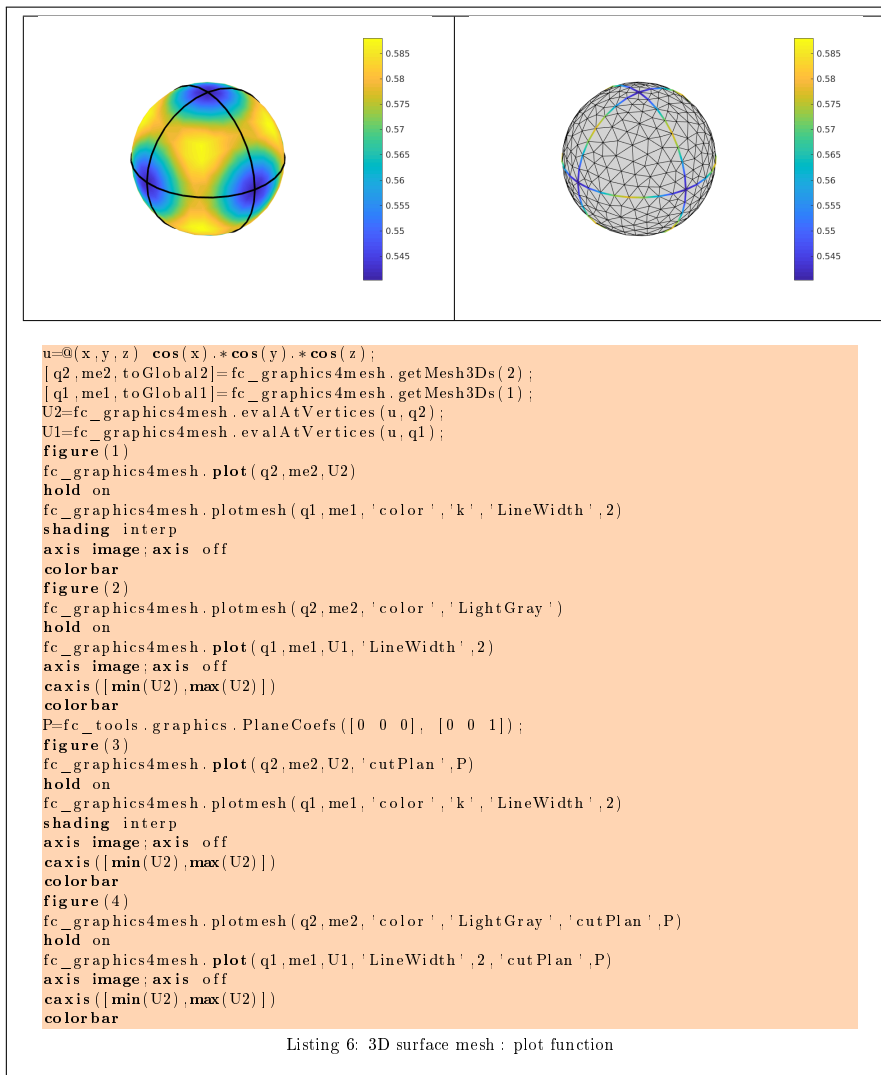 0.585
0.58
0.575
0.57
0.565
0.56
0.555
0.55
0.545
0.585
0.58
0.575
0.57
0.565
0.56
0.555
0.55
0.545
u=@(x,y,z) cos(x).*cos(y).*cos(z);
[q2,me2,toGlobal2]=fc_graphics4mesh.getMesh3Ds(2);
[q1,me1,toGlobal1]=fc_graphics4mesh.getMesh3Ds(1);
U2=fc_graphics4mesh.evalAtVertices(u,q2);
U1=fc_graphics4mesh.evalAtVertices(u,q1);
figure(1)
fc_graphics4mesh.plot(q2,me2,U2)
hold on
fc_graphics4mesh.plotmesh(q1,me1,'color','k','LineWidth',2)
shading interp
axis image;axis off
colorbar
figure(2)
fc_graphics4mesh.plotmesh(q2,me2,'color','LightGray')
hold on
fc_graphics4mesh.plot(q1,me1,U1,'LineWidth',2)
axis image;axis off
caxis([min(U2),max(U2)])
colorbar
P=fc_tools.graphics.PlaneCoefs([0 0 0], [0 0 1]);
figure(3)
fc_graphics4mesh.plot(q2,me2,U2,'cutPlan',P)
hold on
fc_graphics4mesh.plotmesh(q1,me1,'color','k','LineWidth',2)
shading interp
axis image;axis off
caxis([min(U2),max(U2)])
colorbar
figure(4)
fc_graphics4mesh.plotmesh(q2,me2,'color','LightGray','cutPlan',P)
hold on
fc_graphics4mesh.plot(q1,me1,U1,'LineWidth',2,'cutPlan',P)
axis image;axis off
caxis([min(U2),max(U2)])
colorbar
Listing 6: 3D surface mesh : plot function